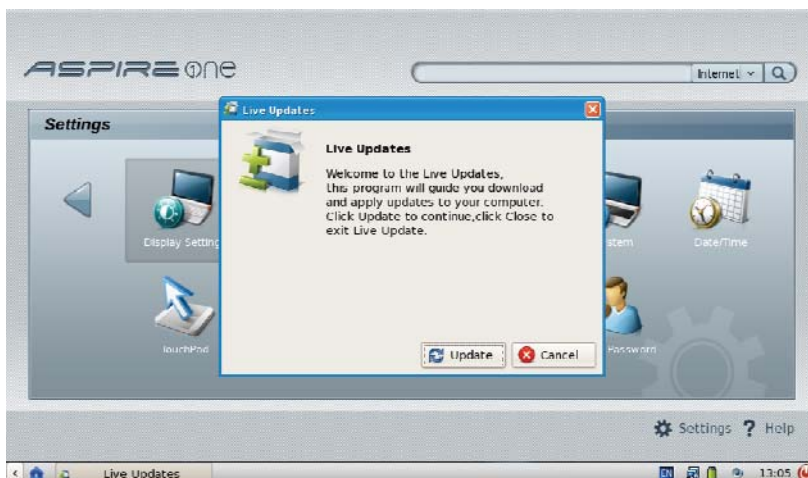 ASPIRE one
Internet
Settings
Live Updates
Live Updates
Welcome to the Live Updates,
this program will guide you download
and apply updates to your computer.
Click Update to continue,click Close to
exit Live Update.
Update
Cancel
Display Setting
stem
Date/Time
TouchPad
Password
Settings ? Help
Live Updates
EN
13:05